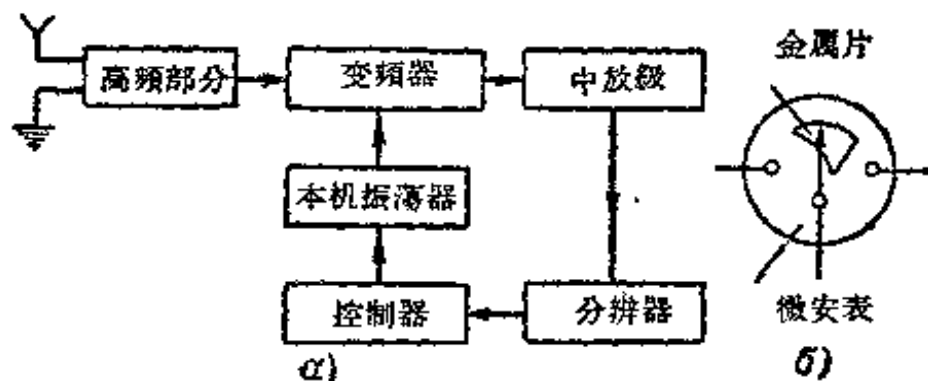 高频部分
变频器
中放級
本机振荡器
控制器
分辨器
а)
金属片
微安表
б)